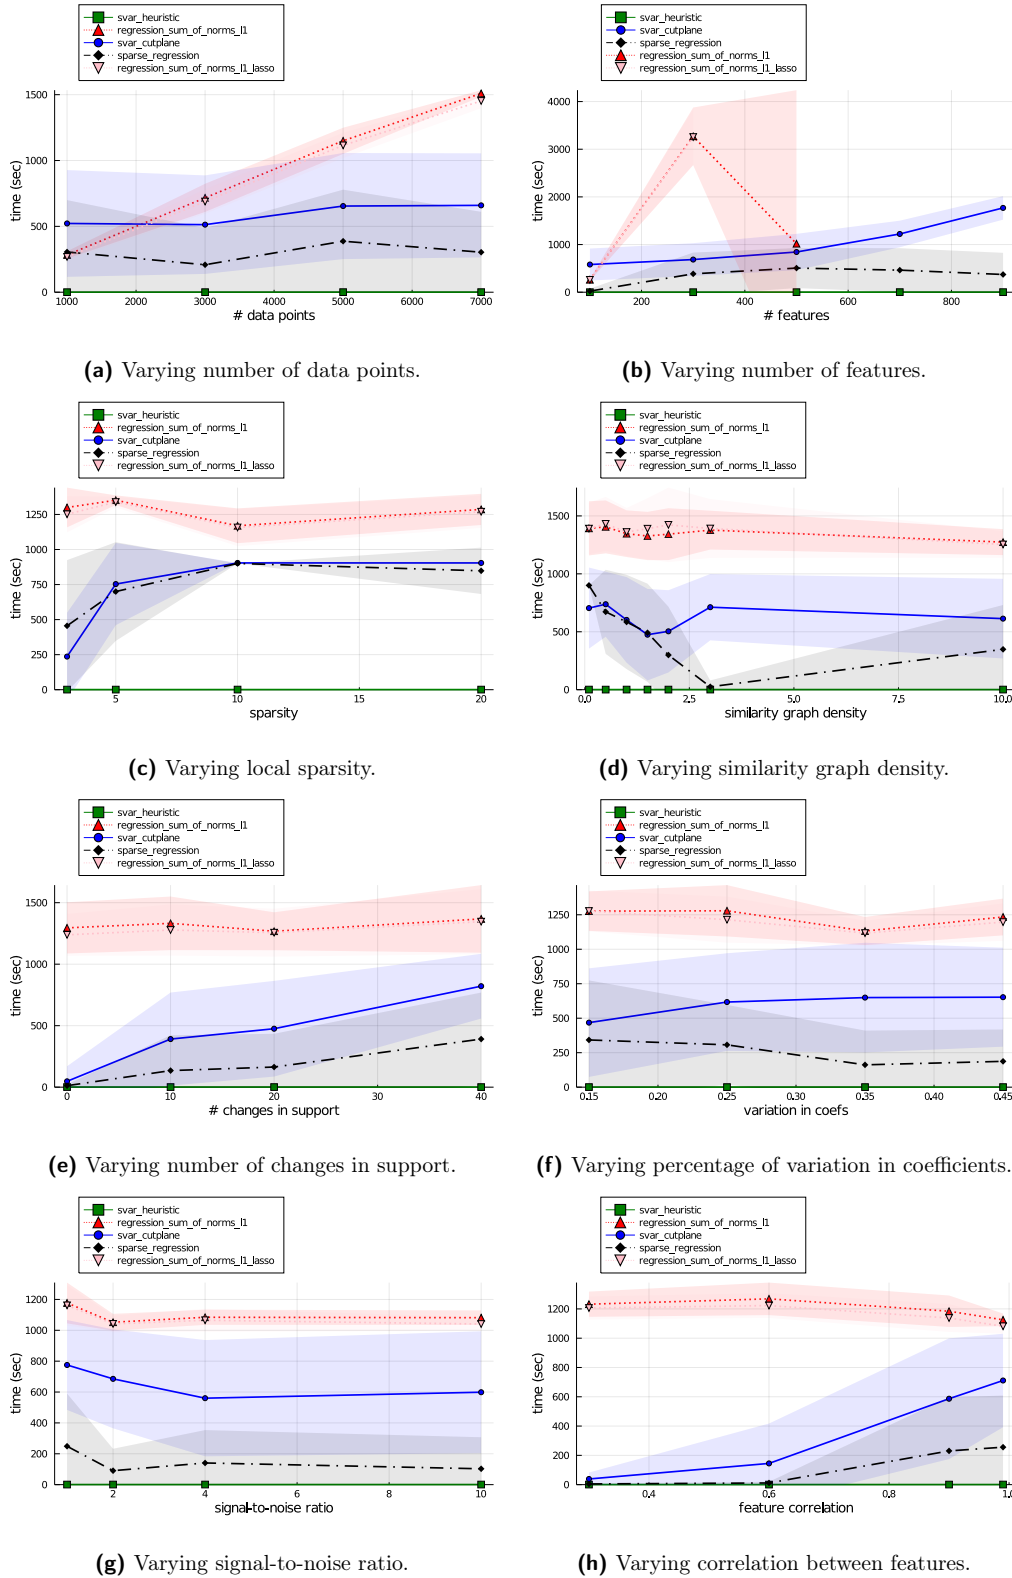 svar_heuristic
regression_sum_of_norms_l1
svar_cutplane
sparse_regression
regression_sum_of_norms_l1_lasso
time (sec)
1500
1000
500
0
1000 2000 3000 4000 5000 6000 7000
# data points
(a) Varying number of data points.
svar_heuristic
svar_cutplane
sparse_regression
regression_sum_of_norms_l1
regression_sum_of_norms_l1_lasso
time (sec)
4000
3000
2000
1000
0
200 400 600 800
# features
(b) Varying number of features.
svar_heuristic
regression_sum_of_norms_l1
svar_cutplane
sparse_regression
regression_sum_of_norms_l1_lasso
time (sec)
1250
1000
750
500
250
0
5 10 15 20
sparsity
(c) Varying local sparsity.
svar_heuristic
regression_sum_of_norms_l1
svar_cutplane
sparse_regression
regression_sum_of_norms_l1_lasso
time (sec)
1500
1000
500
0
0.0 2.5 5.0 7.5 10.0
similarity graph density
(d) Varying similarity graph density.
svar_heuristic
regression_sum_of_norms_l1
svar_cutplane
sparse_regression
regression_sum_of_norms_l1_lasso
time (sec)
1500
1000
500
0
0 10 20 30 40
# changes in support
(e) Varying number of changes in support.
svar_heuristic
regression_sum_of_norms_l1
svar_cutplane
sparse_regression
regression_sum_of_norms_l1_lasso
time (sec)
1250
1000
750
500
250
0
0.15 0.20 0.25 0.30 0.35 0.40 0.45
variation in coefs
(f) Varying percentage of variation in coefficients.
svar_heuristic
regression_sum_of_norms_l1
svar_cutplane
sparse_regression
regression_sum_of_norms_l1_lasso
time (sec)
1200
1000
800
600
400
200
0
2 4 6 8 10
signal-to-noise ratio
(g) Varying signal-to-noise ratio.
svar_heuristic
regression_sum_of_norms_l1
svar_cutplane
sparse_regression
regression_sum_of_norms_l1_lasso
time (sec)
1200
1000
800
600
400
200
0
0.4 0.6 0.8 1.0
feature correlation
(h) Varying correlation between features.